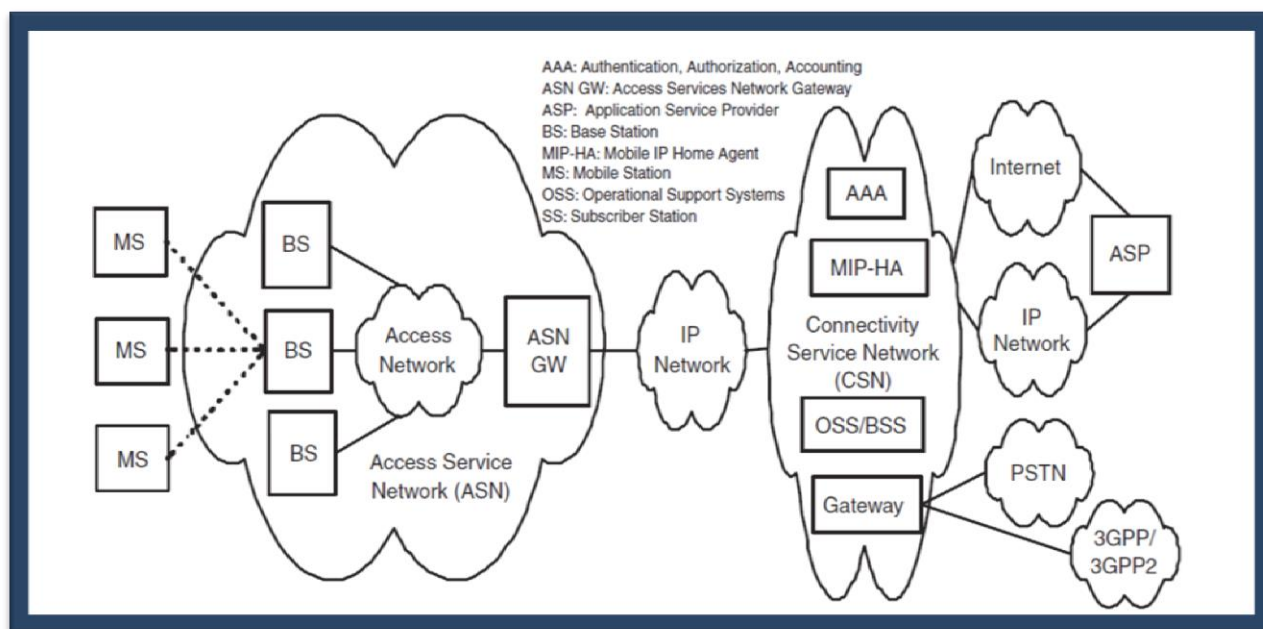 AAA: Authentication, Authorization, Accounting
ASN GW: Access Services Network Gateway
ASP: Application Service Provider
BS: Base Station
MIP-HA: Mobile IP Home Agent
MS: Mobile Station
OSS: Operational Support Systems
SS: Subscriber Station
MS
MS
MS
BS
BS
BS
Access
Network
ASN
GW
Access Service
Network (ASN)
IP
Network
AAA
MIP-HA
Connectivity
Service Network
(CSN)
OSS/BSS
Gateway
Internet
IP
Network
ASP
PSTN
3GPP/
3GPP2